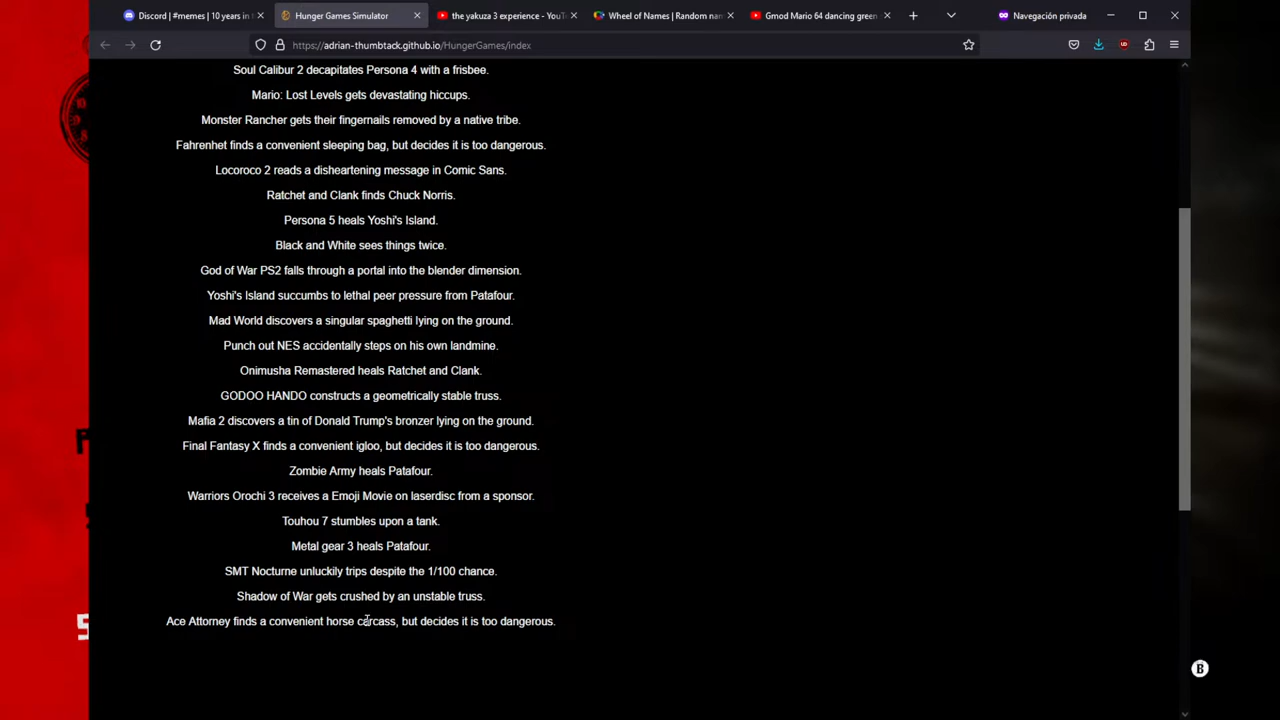 Discord | #memes | 10 years in t
Hunger Games Simulator
the yakuza 3 experience - YouT
Wheel of Names | Random nam
Gmod Mario 64 dancing green
Navegación privada
https://adrian-thumbtack.github.io/HungerGames/index
Soul Calibur 2 decapitates Persona 4 with a frisbee.
Mario: Lost Levels gets devastating hiccups.
Monster Rancher gets their fingernails removed by a native tribe.
Fahrenhet finds a convenient sleeping bag, but decides it is too dangerous.
Locoroco 2 reads a disheartening message in Comic Sans.
Ratchet and Clank finds Chuck Norris.
Persona 5 heals Yoshi's Island.
Black and White sees things twice.
God of War PS2 falls through a portal into the blender dimension.
Yoshi's Island succumbs to lethal peer pressure from Patafour.
Mad World discovers a singular spaghetti lying on the ground.
Punch out NES accidentally steps on his own landmine.
Onimusha Remastered heals Ratchet and Clank.
GODOO HANDO constructs a geometrically stable truss.
Mafia 2 discovers a tin of Donald Trump's bronzer lying on the ground.
Final Fantasy X finds a convenient igloo, but decides it is too dangerous.
Zombie Army heals Patafour.
Warriors Orochi 3 receives a Emoji Movie on laserdisc from a sponsor.
Touhou 7 stumbles upon a tank.
Metal gear 3 heals Patafour.
SMT Nocturne unluckily trips despite the 1/100 chance.
Shadow of War gets crushed by an unstable truss.
Ace Attorney finds a convenient horse carcass, but decides it is too dangerous.
B